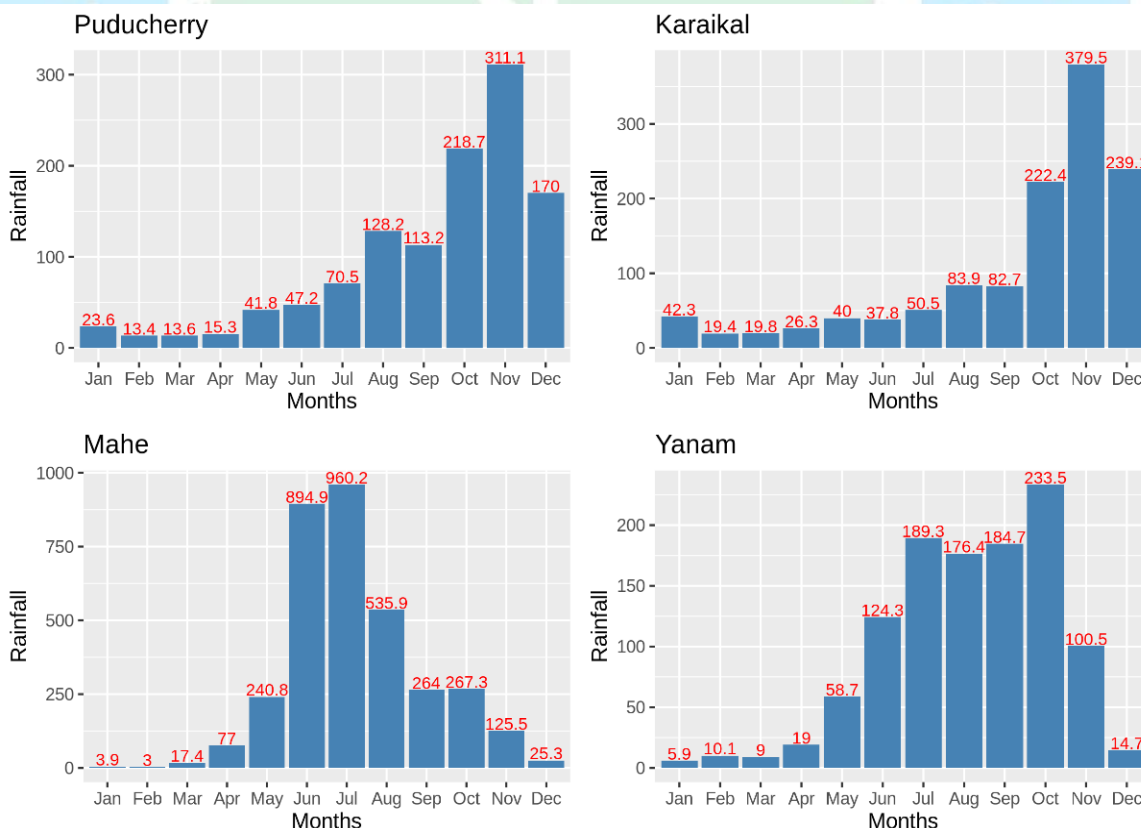 Puducherry
311.1
300
218.7
200
170
Rainfall
128.2
113.2
100
70.5
41.8 47.2
23.6 13.4 13.6 15.3
0
Jan Feb Mar Apr May Jun Jul Aug Sep Oct Nov Dec
Months
Karaikal
379.5
300
239.1
222.4
200
Rainfall
100
83.9 82.7
42.3 19.4 19.8 26.3 40 37.8 50.5
0
Jan Feb Mar Apr May Jun Jul Aug Sep Oct Nov Dec
Months
Mahe
1000
960.2
894.9
750
535.9
500
Rainfall
250
240.8 264 267.3
125.5
77
3.9 3 17.4 25.3
0
Jan Feb Mar Apr May Jun Jul Aug Sep Oct Nov Dec
Months
Yanam
233.5
200
189.3 176.4 184.7
150
Rainfall
124.3
100
100.5
58.7
50
5.9 10.1 9 19 14.7
0
Jan Feb Mar Apr May Jun Jul Aug Sep Oct Nov Dec
Months